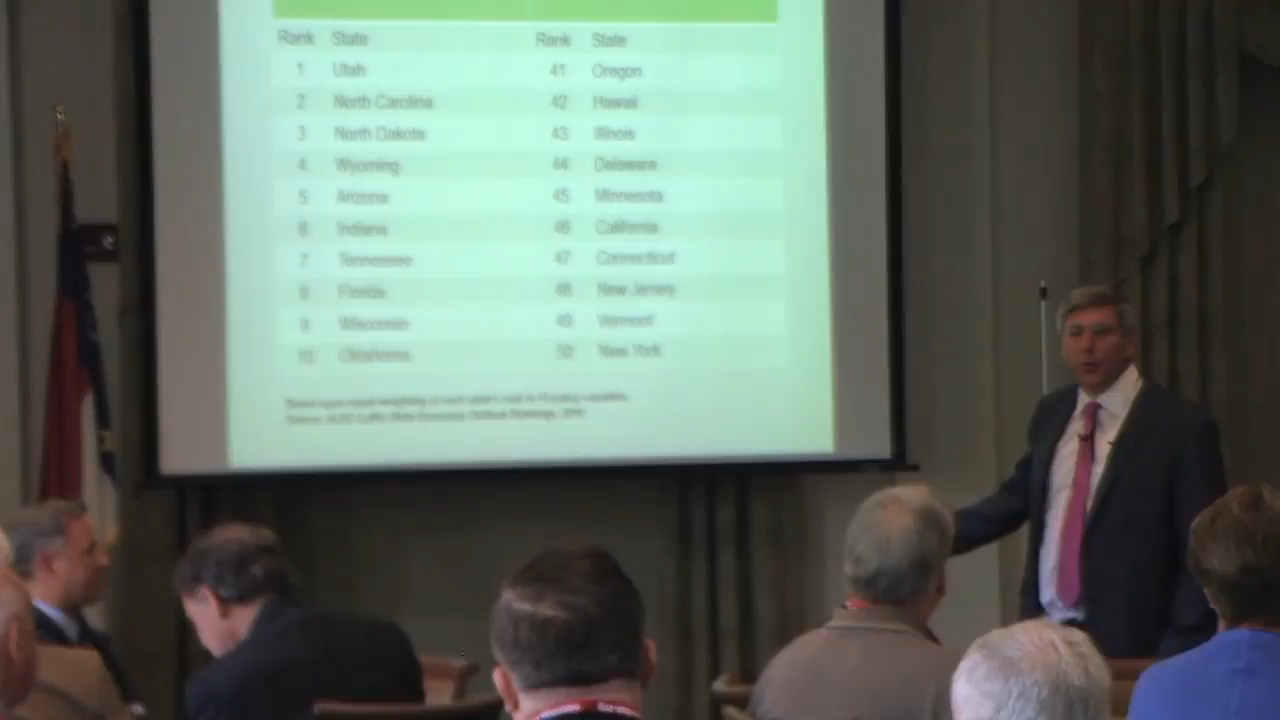 Rank State Rank State
1 Utah 41 Oregon
2 North Carolina 42 Hawaii
3 North Dakota 43 Illinois
4 Wyoming 44 Delaware
5 Arizona 45 Minnesota
6 Indiana 46 California
7 Tennessee 47 Connecticut
8 Florida 48 New Jersey
9 Wisconsin 49 Vermont
10 Oklahoma 50 New York